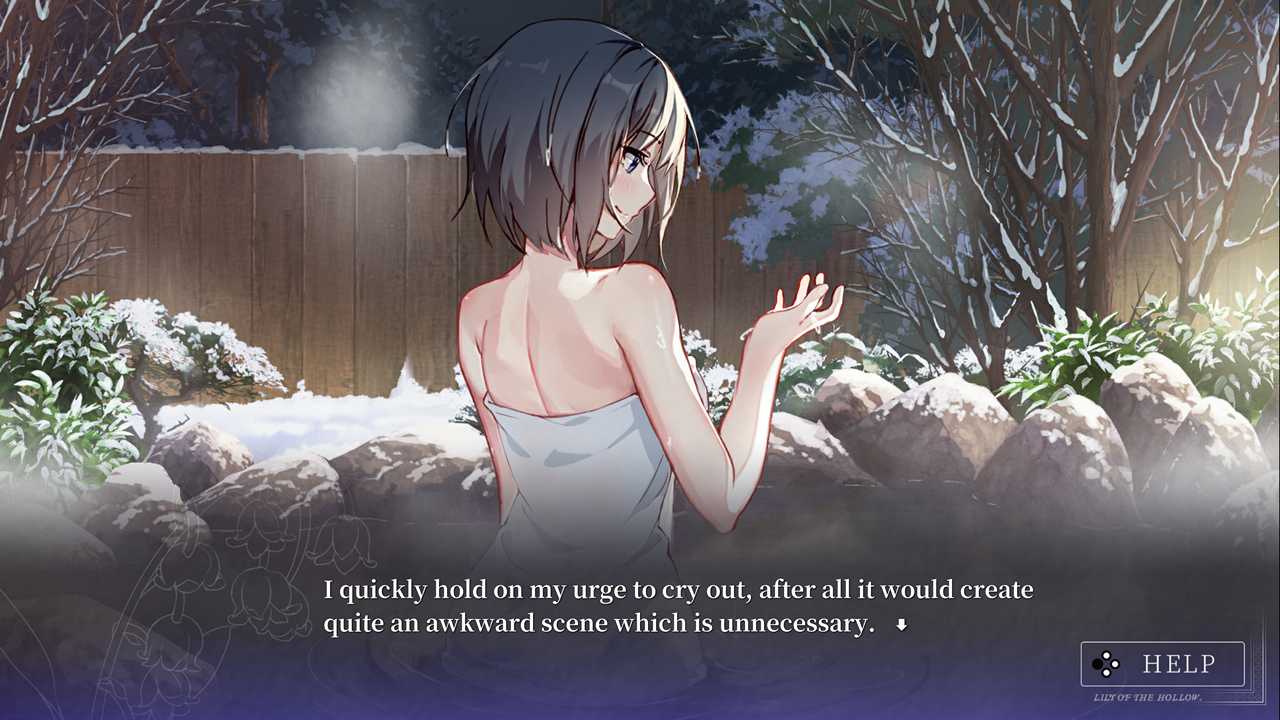 I quickly hold on my urge to cry out, after all it would create
quite an awkward scene which is unnecessary.
HELP
LILY OF THE HOLLOW.